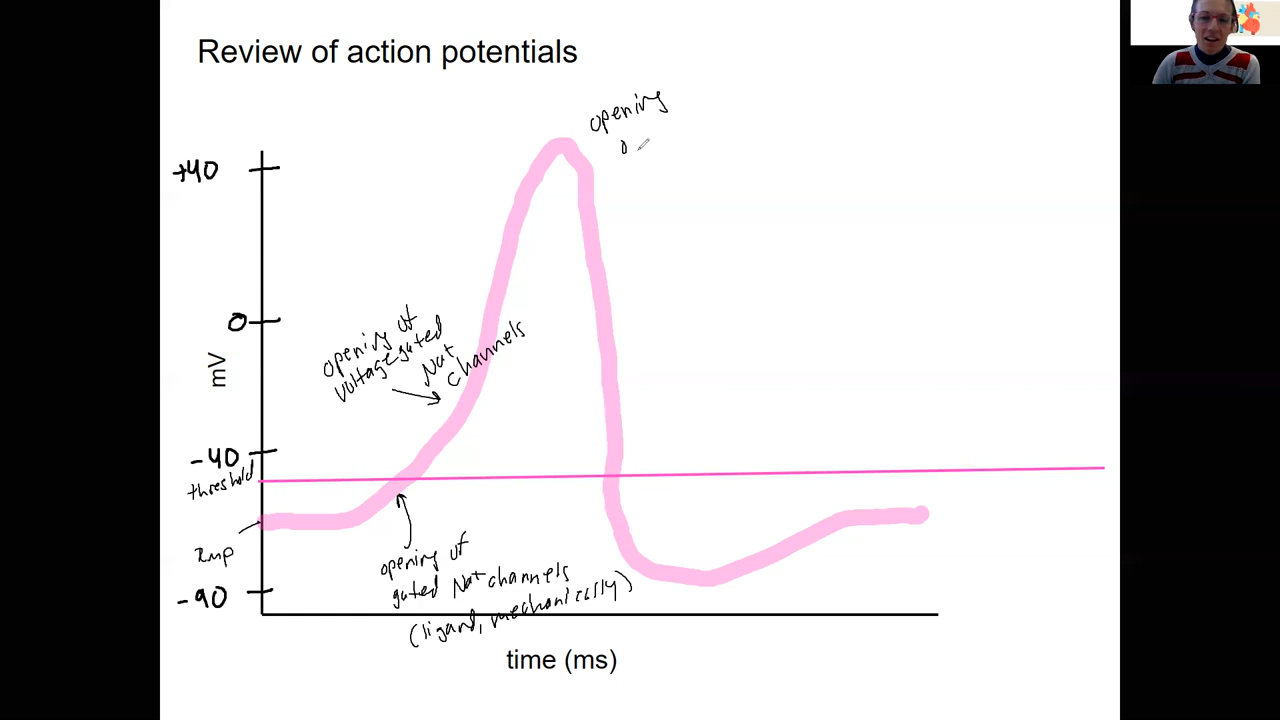 Review of action potentials
opening
o
+40
0
mV
-40
threshold
RMP
-90
opening of
voltage gated
Na+
channels
opening of
gated Na+ channels
(ligand, mechanically)
time (ms)